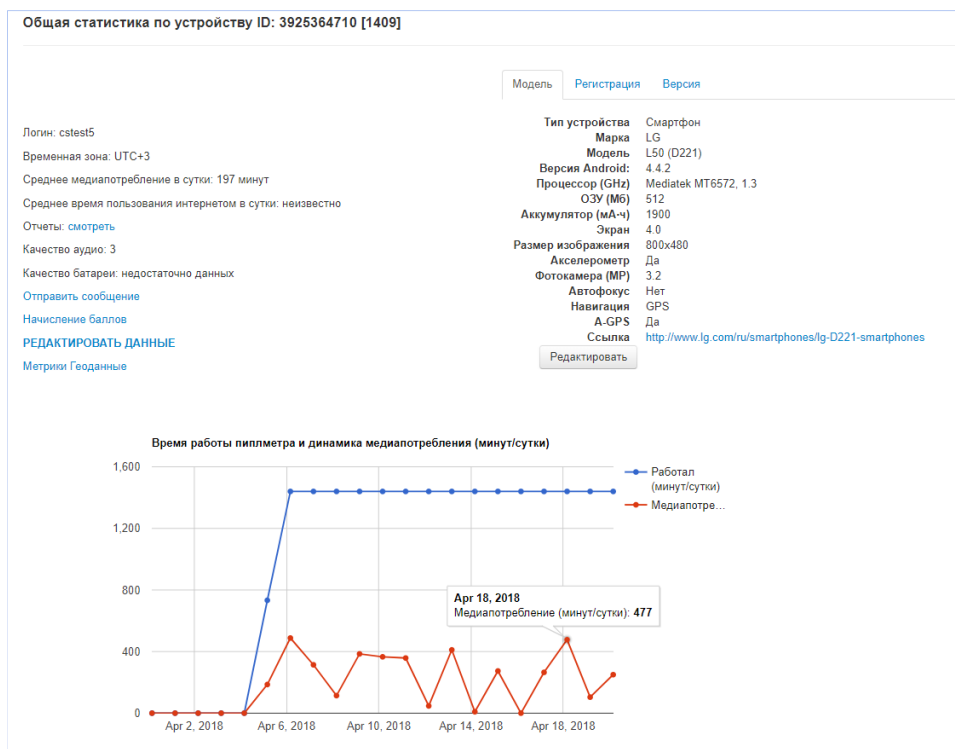 Общая статистика по устройству ID: 3925364710 [1409]
Модель Регистрация Версия
Логин: cstest5
Временная зона: UTC+3
Среднее медиапотребление в сутки: 197 минут
Среднее время пользования интернетом в сутки: неизвестно
Отчеты: смотреть
Качество аудио: 3
Качество батареи: недостаточно данных
Отправить сообщение
Начисление баллов
РЕДАКТИРОВАТЬ ДАННЫЕ
Метрики Геоданные
Тип устройства Смартфон
Марка LG
Модель L50 (D221)
Версия Android: 4.4.2
Процессор (GHz) Mediatek MT6572, 1.3
ОЗУ (Мб) 512
Аккумулятор (мА·ч) 1900
Экран 4.0
Размер изображения 800x480
Акселерометр Да
Фотокамера (MP) 3.2
Автофокус Нет
Навигация GPS
A-GPS Да
Ссылка http://www.lg.com/ru/smartphones/lg-D221-smartphones
Редактировать
Время работы пиплметра и динамика медиапотребления (минут/сутки)
1,600
1,200
800
400
0
Apr 2, 2018 Apr 6, 2018 Apr 10, 2018 Apr 14, 2018 Apr 18, 2018
Apr 18, 2018
Медиапотребление (минут/сутки): 477
Работал
(минут/сутки)
Медиапотре...